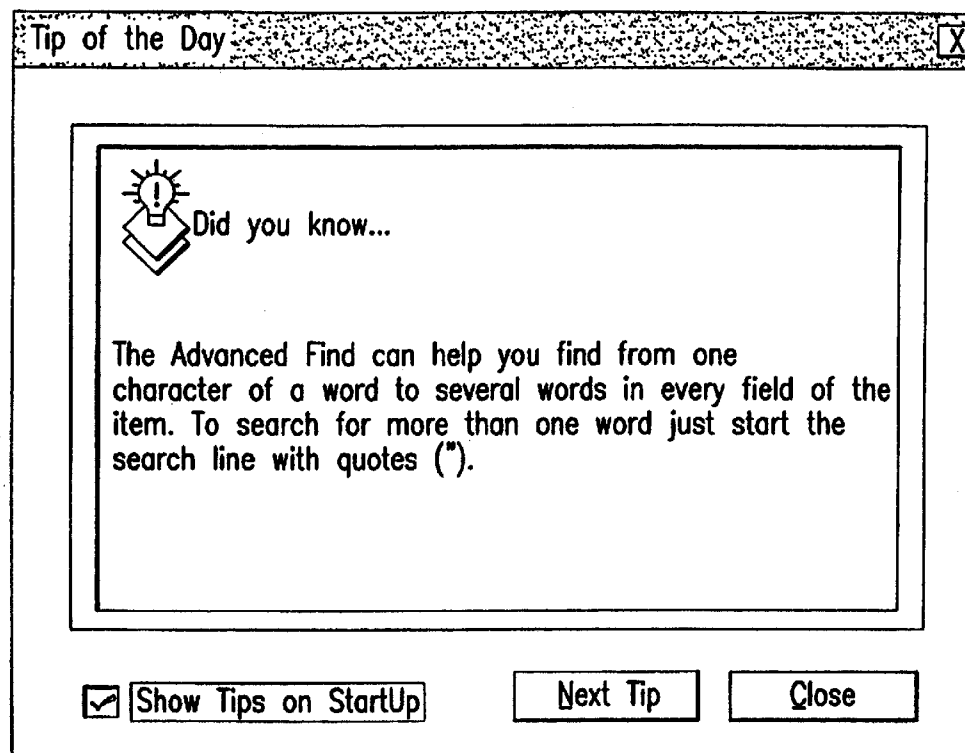 Tip of the Day
X
Did you know...
The Advanced Find can help you find from one
character of a word to several words in every field of the
item. To search for more than one word just start the
search line with quotes (").
Show Tips on StartUp
Next Tip
Close